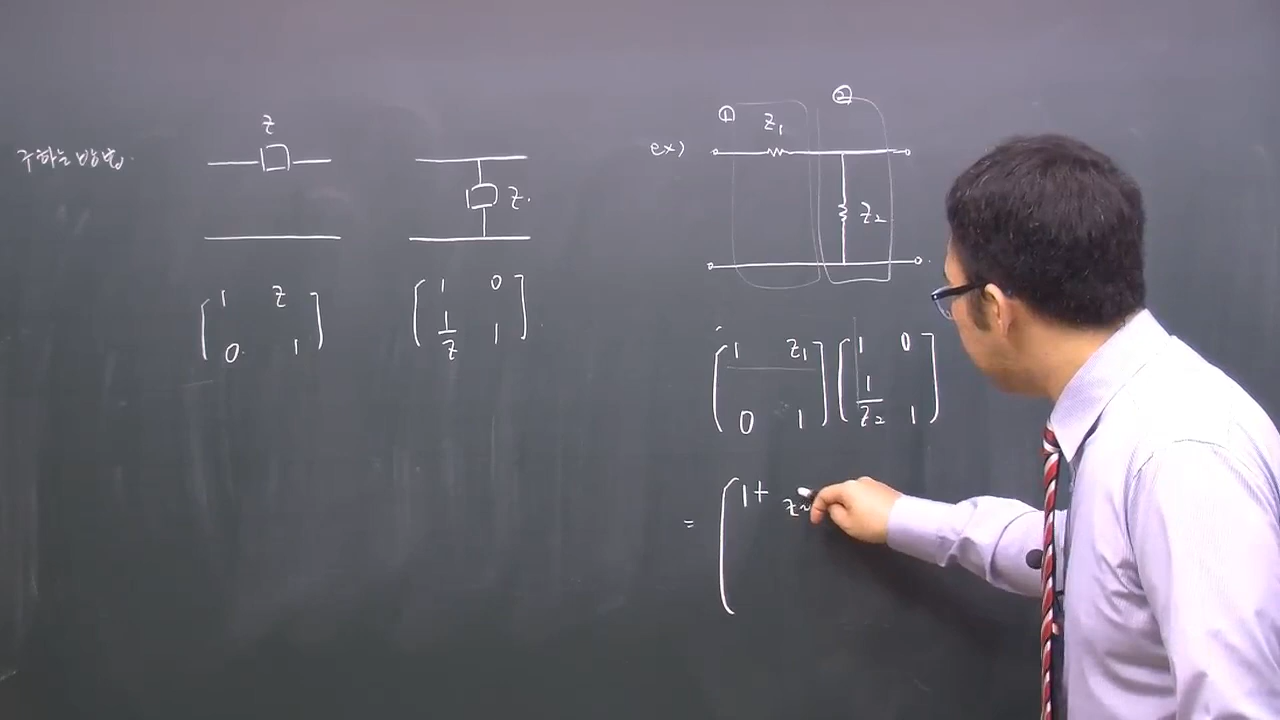 구하는 방법.
z
z.
[1 z
0 1]
[1 0
1/z 1]
ex)
① ②
z₁
z₂
[1 z₁
0 1] [1 0
1/z₂ 1]
= [1+ z₂